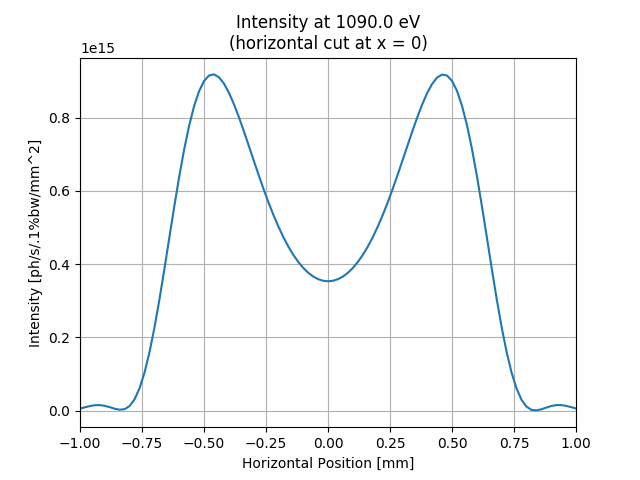 Intensity at 1090.0 eV
(horizontal cut at x = 0)
1e15
Intensity [ph/s/.1%bw/mm^2]
0.8
0.6
0.4
0.2
0.0
−1.00 −0.75 −0.50 −0.25 0.00 0.25 0.50 0.75 1.00
Horizontal Position [mm]